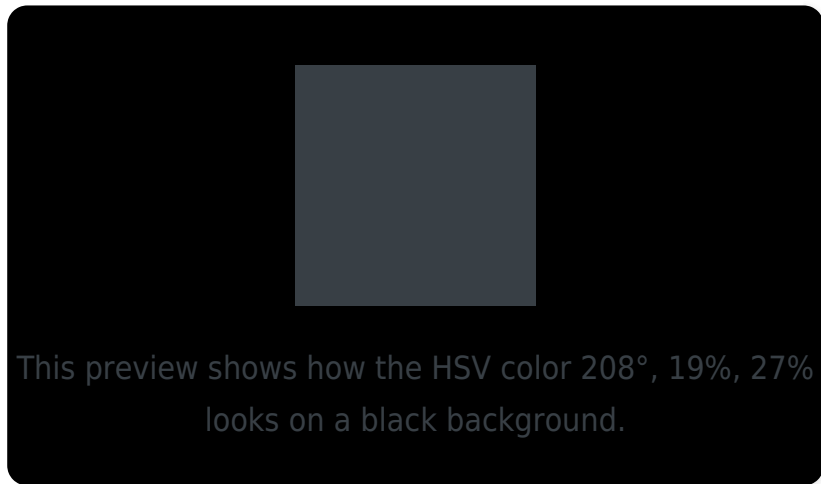 This preview shows how the HSV color 208°, 19%, 27%
looks on a black background.